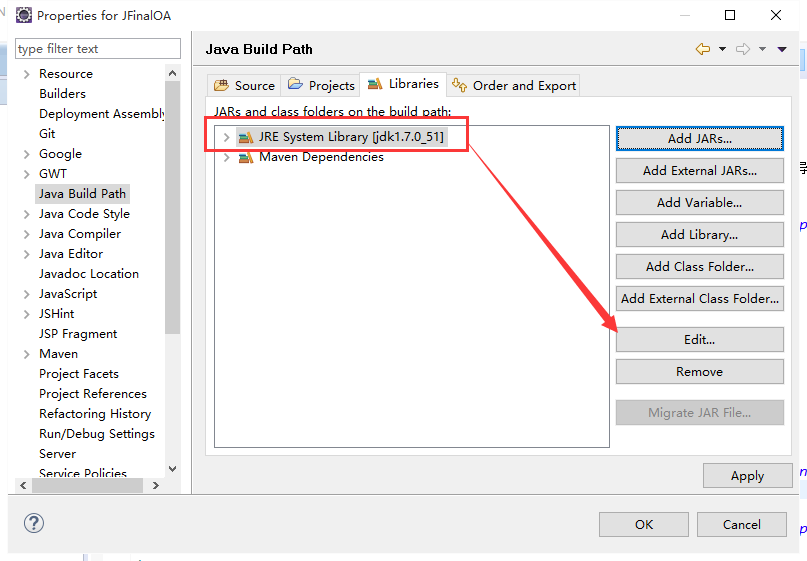 Properties for JFinalOA
type filter text
Resource
Builders
Deployment Assembly
Git
Google
GWT
Java Build Path
Java Code Style
Java Compiler
Java Editor
Javadoc Location
JavaScript
JSHint
JSP Fragment
Maven
Project Facets
Project References
Refactoring History
Run/Debug Settings
Server
Service Policies
Java Build Path
Source
Projects
Libraries
Order and Export
JARs and class folders on the build path:
JRE System Library [jdk1.7.0_51]
Maven Dependencies
Add JARs...
Add External JARs...
Add Variable...
Add Library...
Add Class Folder...
Add External Class Folder...
Edit...
Remove
Migrate JAR File...
Apply
OK
Cancel